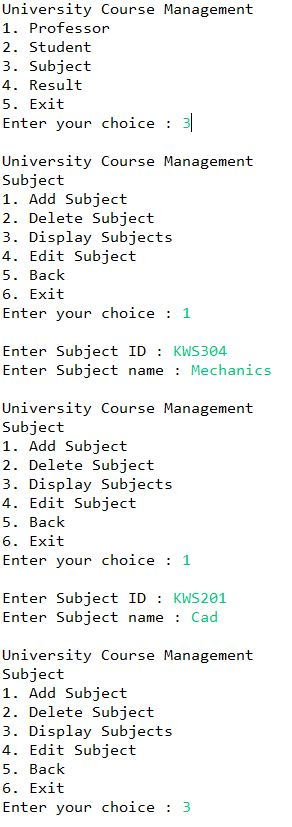 University Course Management
1. Professor
2. Student
3. Subject
4. Result
5. Exit
Enter your choice : 3
University Course Management
Subject
1. Add Subject
2. Delete Subject
3. Display Subjects
4. Edit Subject
5. Back
6. Exit
Enter your choice : 1
Enter Subject ID : KWS304
Enter Subject name : Mechanics
University Course Management
Subject
1. Add Subject
2. Delete Subject
3. Display Subjects
4. Edit Subject
5. Back
6. Exit
Enter your choice : 1
Enter Subject ID : KWS201
Enter Subject name : Cad
University Course Management
Subject
1. Add Subject
2. Delete Subject
3. Display Subjects
4. Edit Subject
5. Back
6. Exit
Enter your choice : 3